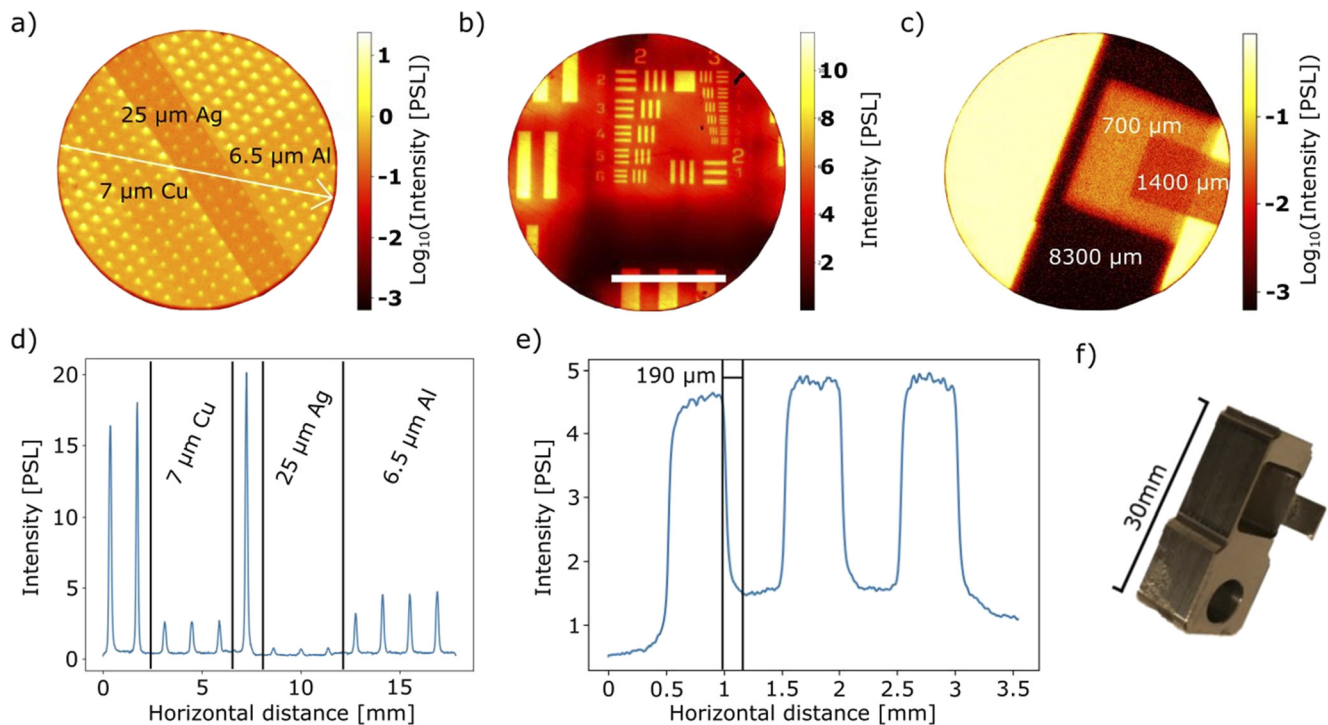 a)
25 µm Ag
6.5 µm Al
7 µm Cu
1
0
-1
-2
-3
Log₁₀(Intensity [PSL])
b)
2
3
2
3
4
5
6
2
1
10
8
6
4
2
Intensity [PSL]
c)
700 µm
1400 µm
8300 µm
-1
-2
-3
Log₁₀(Intensity [PSL])
d)
Intensity [PSL]
20
15
10
5
0
7 µm Cu
25 µm Ag
6.5 µm Al
0
5
10
15
Horizontal distance [mm]
e)
Intensity [PSL]
5
4
3
2
1
190 µm
0
0.5
1
1.5
2
2.5
3
3.5
Horizontal distance [mm]
f)
30mm